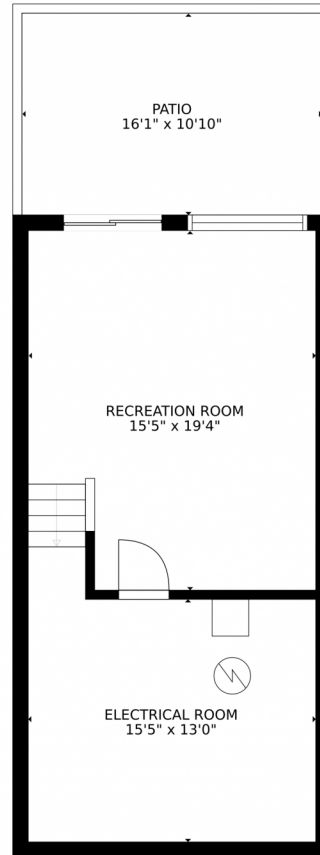 PATIO
16'1" x 10'10"
RECREATION ROOM
15'5" x 19'4"
ELECTRICAL ROOM
15'5" x 13'0"